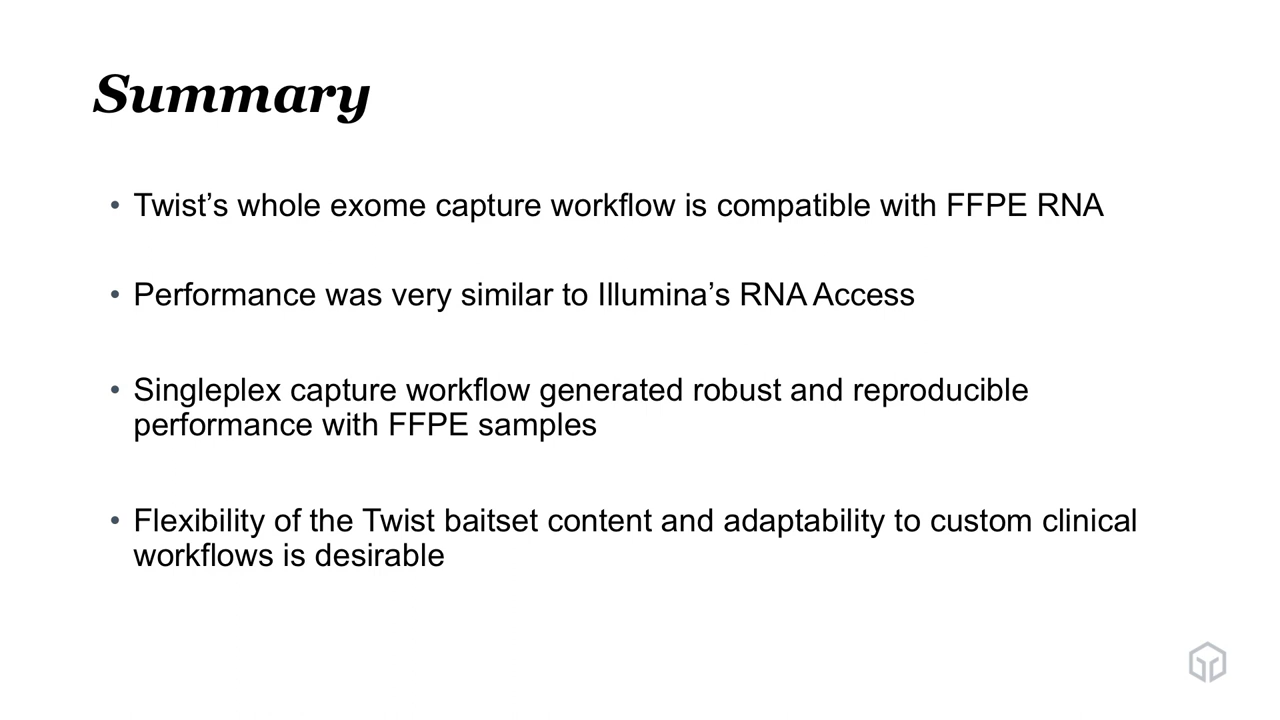 Summary
• Twist’s whole exome capture workflow is compatible with FFPE RNA
• Performance was very similar to Illumina’s RNA Access
• Singleplex capture workflow generated robust and reproducible
performance with FFPE samples
• Flexibility of the Twist baitset content and adaptability to custom clinical
workflows is desirable